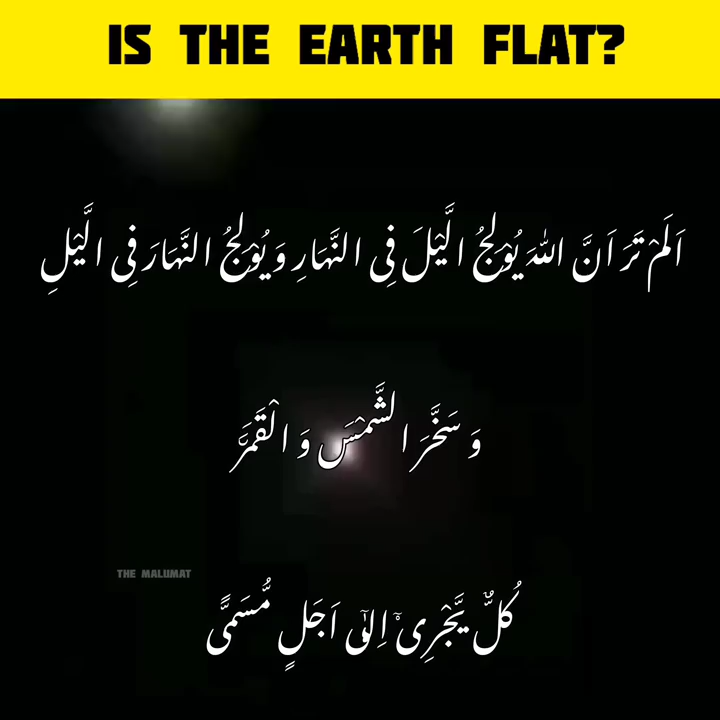 IS THE EARTH FLAT?
اَلَمْ تَرَ اَنَّ اللّٰهَ یُوْلِجُ الَّیْلَ فِی النَّهَارِ وَ یُوْلِجُ النَّهَارَ فِی الَّیْلِ
وَ سَخَّرَ الشَّمْسَ وَ الْقَمَرَ٘
كُلٌّ یَّجْرِیْۤ اِلٰۤى اَجَلٍ مُّسَمًّى
THE MALUMAT